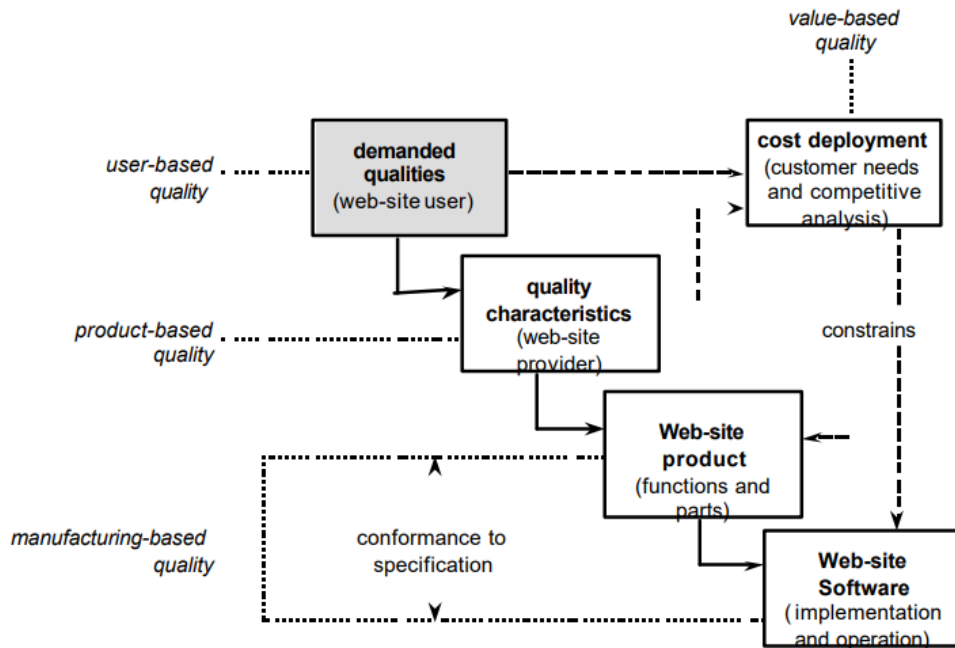 value-based
quality
demanded
qualities
(web-site user)
cost deployment
(customer needs
and competitive
analysis)
user-based
quality
quality
characteristics
(web-site
provider)
product-based
quality
constrains
Web-site
product
(functions and
parts)
manufacturing-based
quality
conformance to
specification
Web-site
Software
( implementation
and operation)